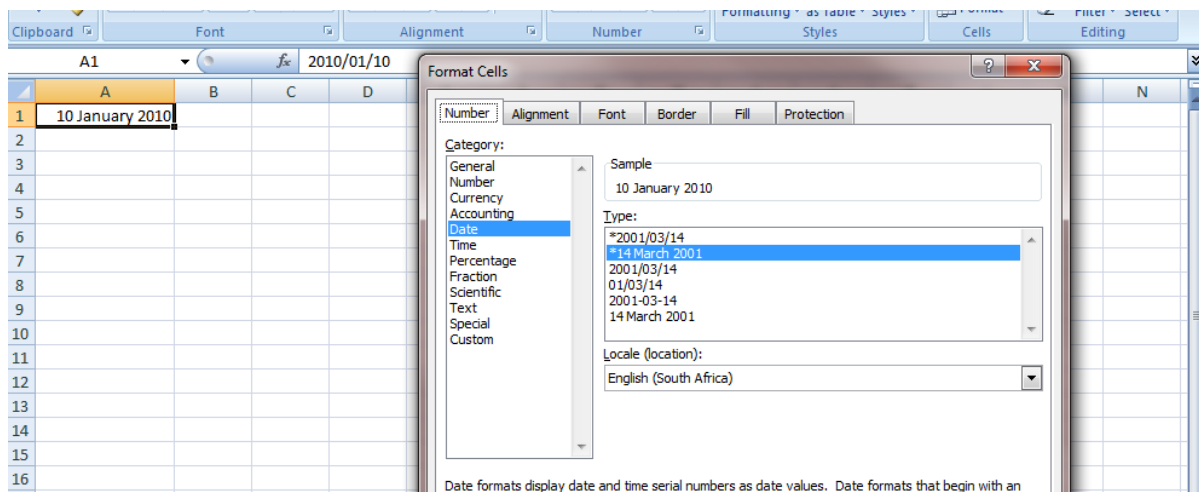 Formatting as Table Styles Format Filter Select
Clipboard Font Alignment Number Styles Cells Editing
A1 fx 2010/01/10
Format Cells ? X
A B C D N
1 10 January 2010
2
3
4
5
6
7
8
9
10
11
12
13
14
15
16
Number Alignment Font Border Fill Protection
Category:
General
Number
Currency
Accounting
Date
Time
Percentage
Fraction
Scientific
Text
Special
Custom
Sample
10 January 2010
Type:
*2001/03/14
*14 March 2001
2001/03/14
01/03/14
2001-03-14
14 March 2001
Locale (location):
English (South Africa)
Date formats display date and time serial numbers as date values. Date formats that begin with an